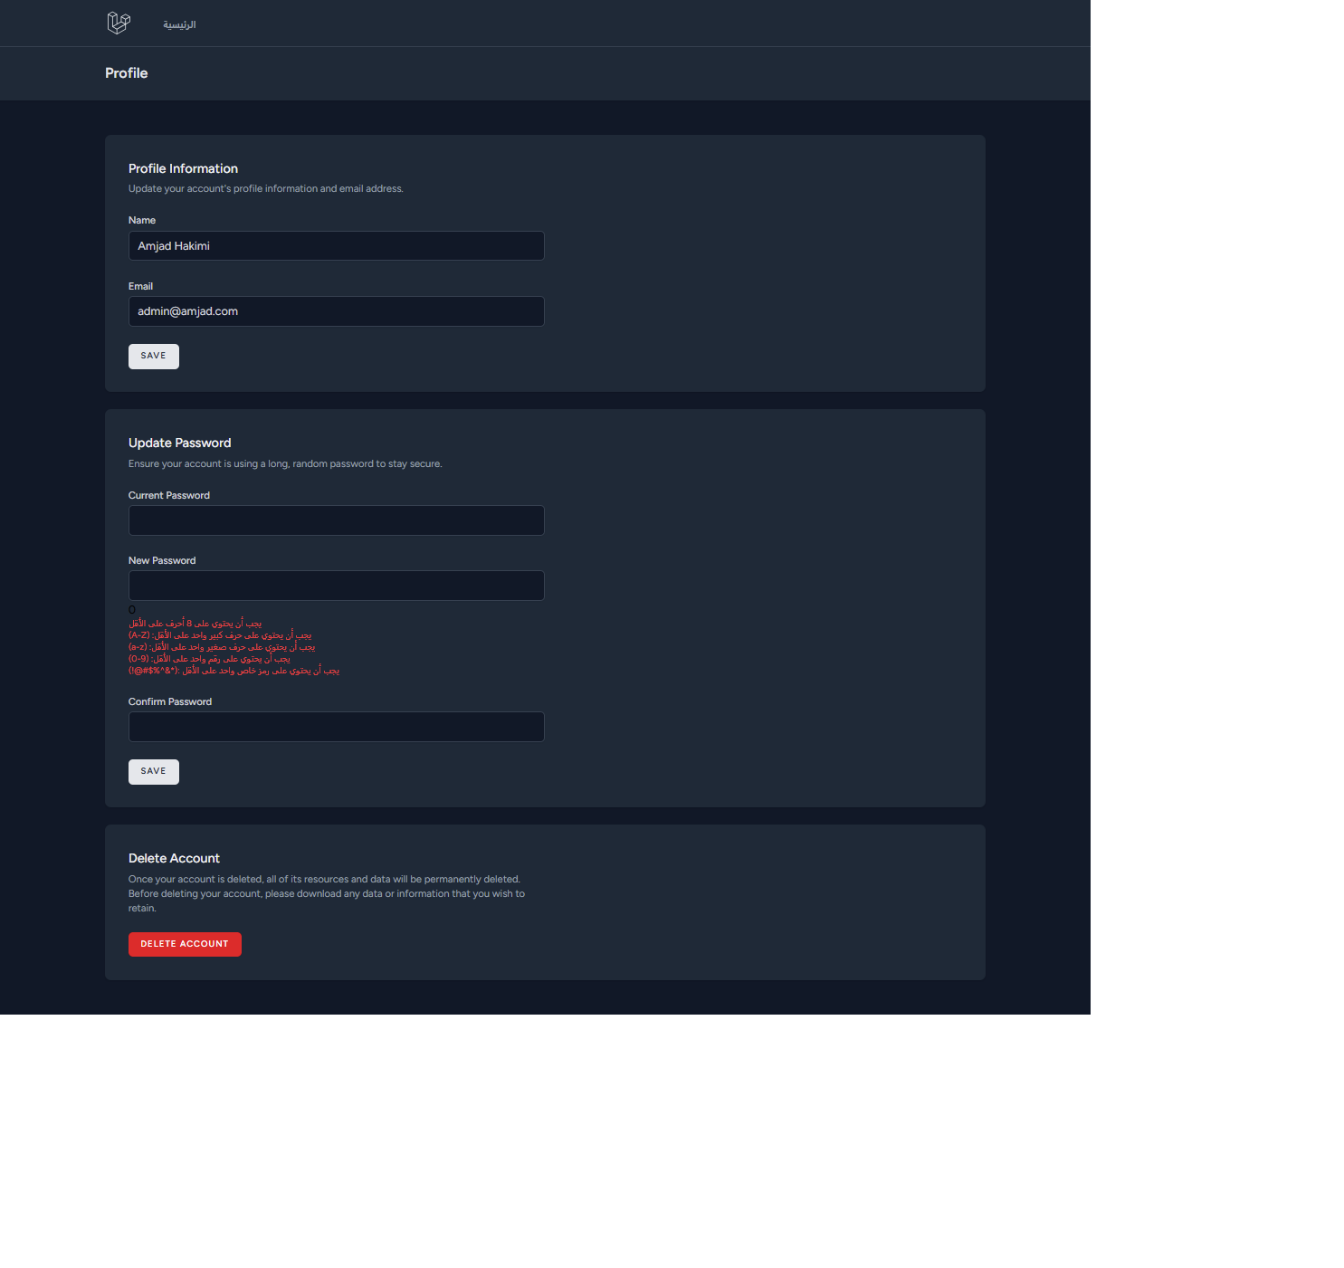 الرئيسية
Profile
Profile Information
Update your account's profile information and email address.
Name
Amjad Hakimi
Email
admin@amjad.com
SAVE
Update Password
Ensure your account is using a long, random password to stay secure.
Current Password
New Password
0
يجب أن يحتوي على 8 أحرف على الأقل
يجب أن يحتوي على حرف كبير واحد على الأقل: (A-Z)
يجب أن يحتوي على حرف صغير واحد على الأقل: (a-z)
يجب أن يحتوي على رقم واحد على الأقل: (0-9)
يجب أن يحتوي على رمز خاص واحد على الأقل: (!@#$%^&*)
Confirm Password
SAVE
Delete Account
Once your account is deleted, all of its resources and data will be permanently deleted.
Before deleting your account, please download any data or information that you wish to
retain.
DELETE ACCOUNT